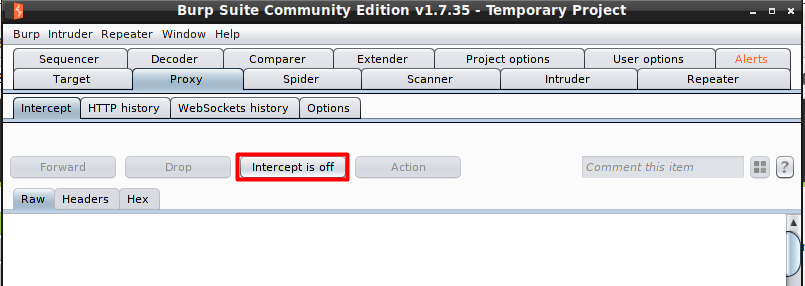 Burp Suite Community Edition v1.7.35 - Temporary Project
Burp Intruder Repeater Window Help
Sequencer Decoder Comparer Extender Project options User options Alerts
Target Proxy Spider Scanner Intruder Repeater
Intercept HTTP history WebSockets history Options
Forward Drop Intercept is off Action Comment this item ?
Raw Headers Hex